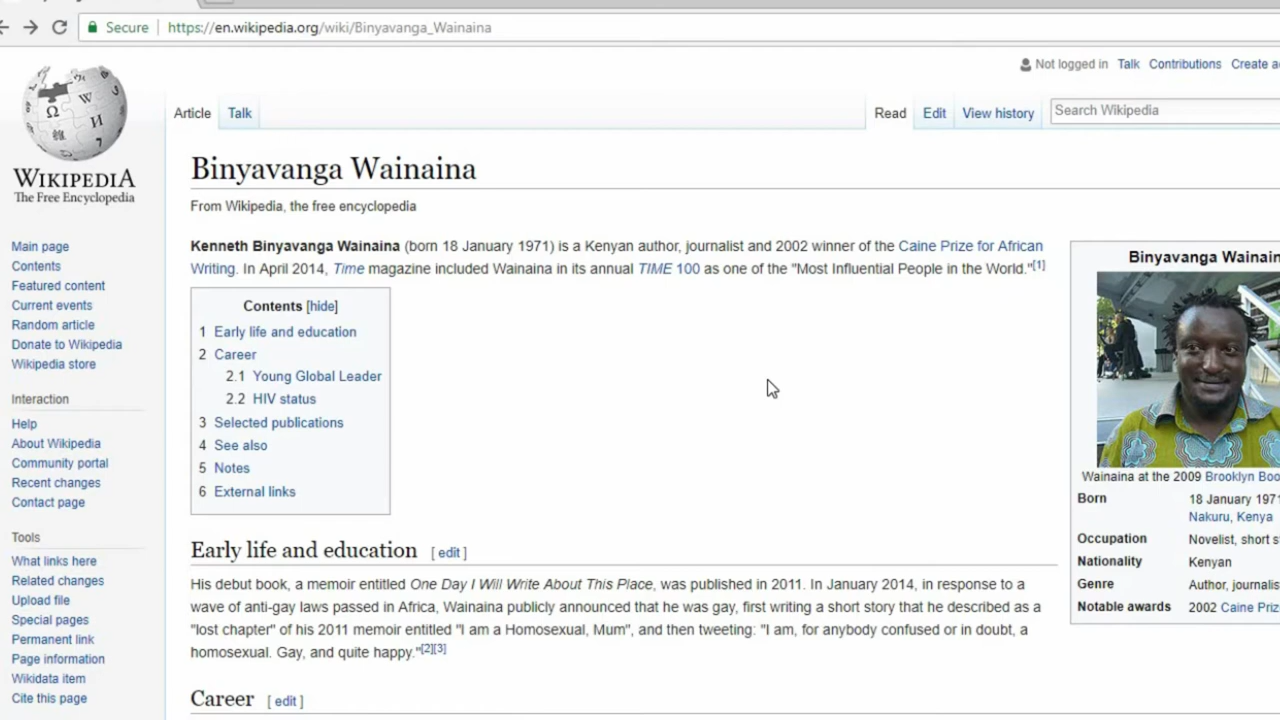 Secure https://en.wikipedia.org/wiki/Binyavanga_Wainaina
Not logged in Talk Contributions Create
Article Talk Read Edit View history Search Wikipedia
WIKIPEDIA
The Free Encyclopedia
Main page
Contents
Featured content
Current events
Random article
Donate to Wikipedia
Wikipedia store
Interaction
Help
About Wikipedia
Community portal
Recent changes
Contact page
Tools
What links here
Related changes
Upload file
Special pages
Permanent link
Page information
Wikidata item
Cite this page
Binyavanga Wainaina
From Wikipedia, the free encyclopedia
Kenneth Binyavanga Wainaina (born 18 January 1971) is a Kenyan author, journalist and 2002 winner of the Caine Prize for African
Writing. In April 2014, Time magazine included Wainaina in its annual TIME 100 as one of the "Most Influential People in the World."[1]
Contents [hide]
1 Early life and education
2 Career
2.1 Young Global Leader
2.2 HIV status
3 Selected publications
4 See also
5 Notes
6 External links
Early life and education [ edit ]
His debut book, a memoir entitled One Day I Will Write About This Place, was published in 2011. In January 2014, in response to a
wave of anti-gay laws passed in Africa, Wainaina publicly announced that he was gay, first writing a short story that he described as a
"lost chapter" of his 2011 memoir entitled "I am a Homosexual, Mum", and then tweeting: "I am, for anybody confused or in doubt, a
homosexual. Gay, and quite happy."[2][3]
Career [ edit ]
Binyavanga Wainain
Wainaina at the 2009 Brooklyn Boo
Born 18 January 1971
Nakuru, Kenya
Occupation Novelist, short s
Nationality Kenyan
Genre Author, journalis
Notable awards 2002 Caine Priz